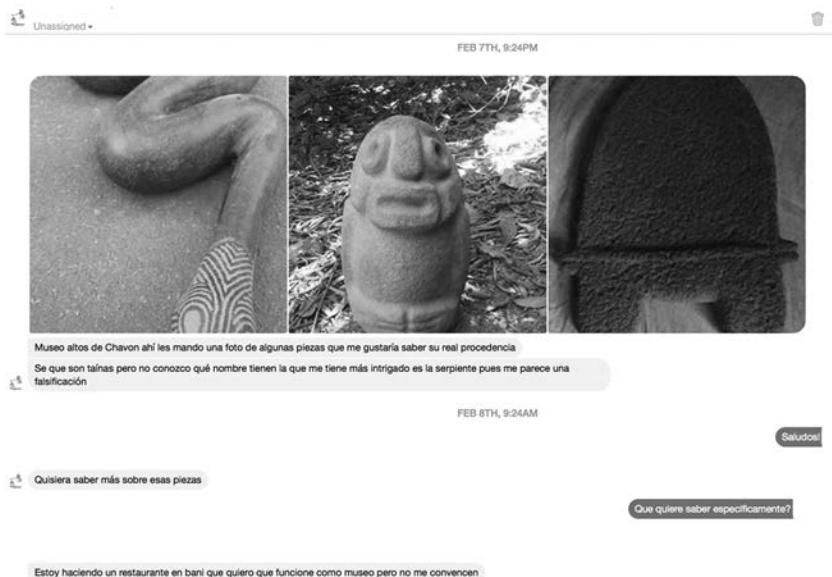 Unassigned
FEB 7TH, 9:24PM
Museo altos de Chavon ahí les mando una foto de algunas piezas que me gustaría saber su real procedencia
Se que son taínas pero no conozco qué nombre tienen la que me tiene más intrigado es la serpiente pues me parece una
falsificación
FEB 8TH, 9:24AM
Saludos!
Quisiera saber más sobre esas piezas
Que quiere saber especificamente?
Estoy haciendo un restaurante en bani que quiero que funcione como museo pero no me convencen